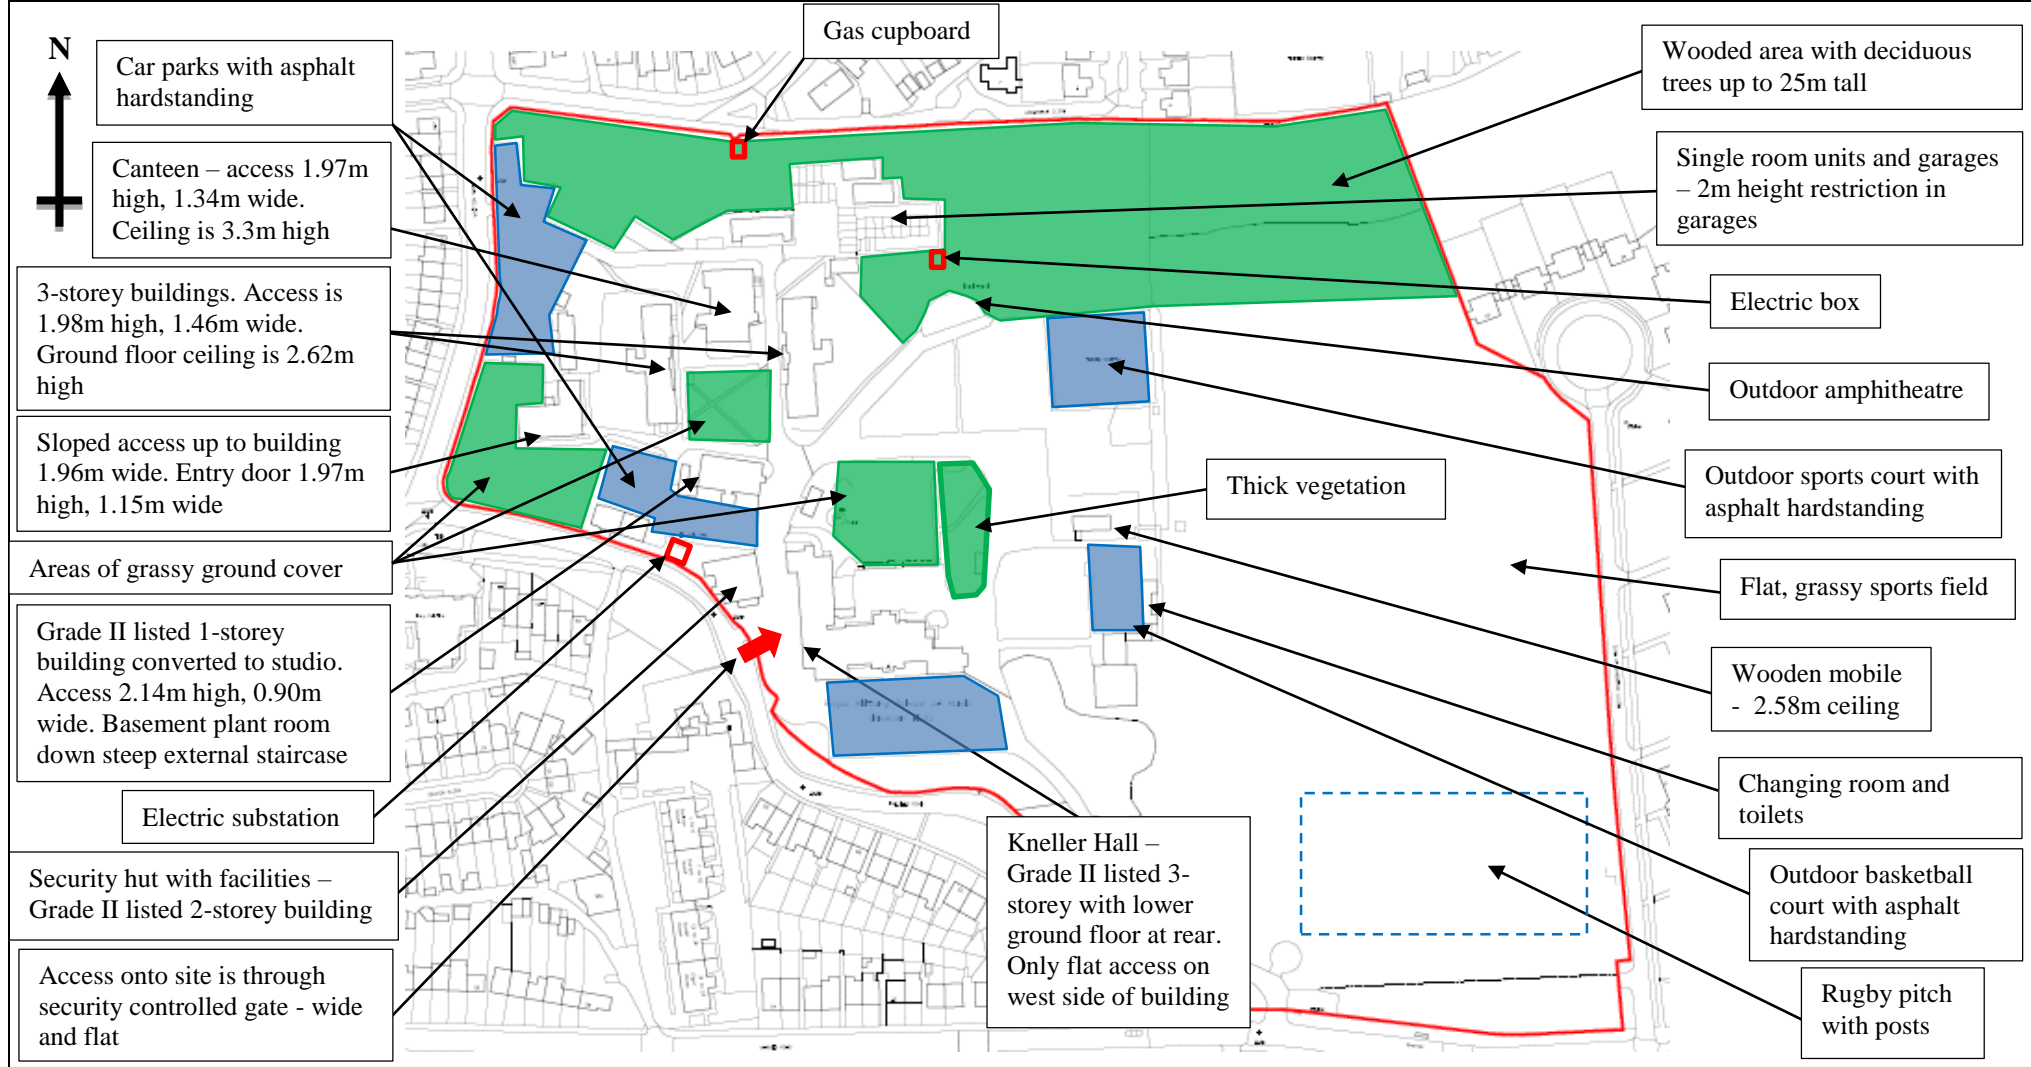 N
Car parks with asphalt
hardstanding
Canteen – access 1.97m
high, 1.34m wide.
Ceiling is 3.3m high
3-storey buildings. Access is
1.98m high, 1.46m wide.
Ground floor ceiling is 2.62m
high
Sloped access up to building
1.96m wide. Entry door 1.97m
high, 1.15m wide
Areas of grassy ground cover
Grade II listed 1-storey
building converted to studio.
Access 2.14m high, 0.90m
wide. Basement plant room
down steep external staircase
Electric substation
Security hut with facilities –
Grade II listed 2-storey building
Access onto site is through
security controlled gate - wide
and flat
Gas cupboard
Thick vegetation
Kneller Hall –
Grade II listed 3-
storey with lower
ground floor at rear.
Only flat access on
west side of building
Wooded area with deciduous
trees up to 25m tall
Single room units and garages
– 2m height restriction in
garages
Electric box
Outdoor amphitheatre
Outdoor sports court with
asphalt hardstanding
Flat, grassy sports field
Wooden mobile
- 2.58m ceiling
Changing room and
toilets
Outdoor basketball
court with asphalt
hardstanding
Rugby pitch
with posts